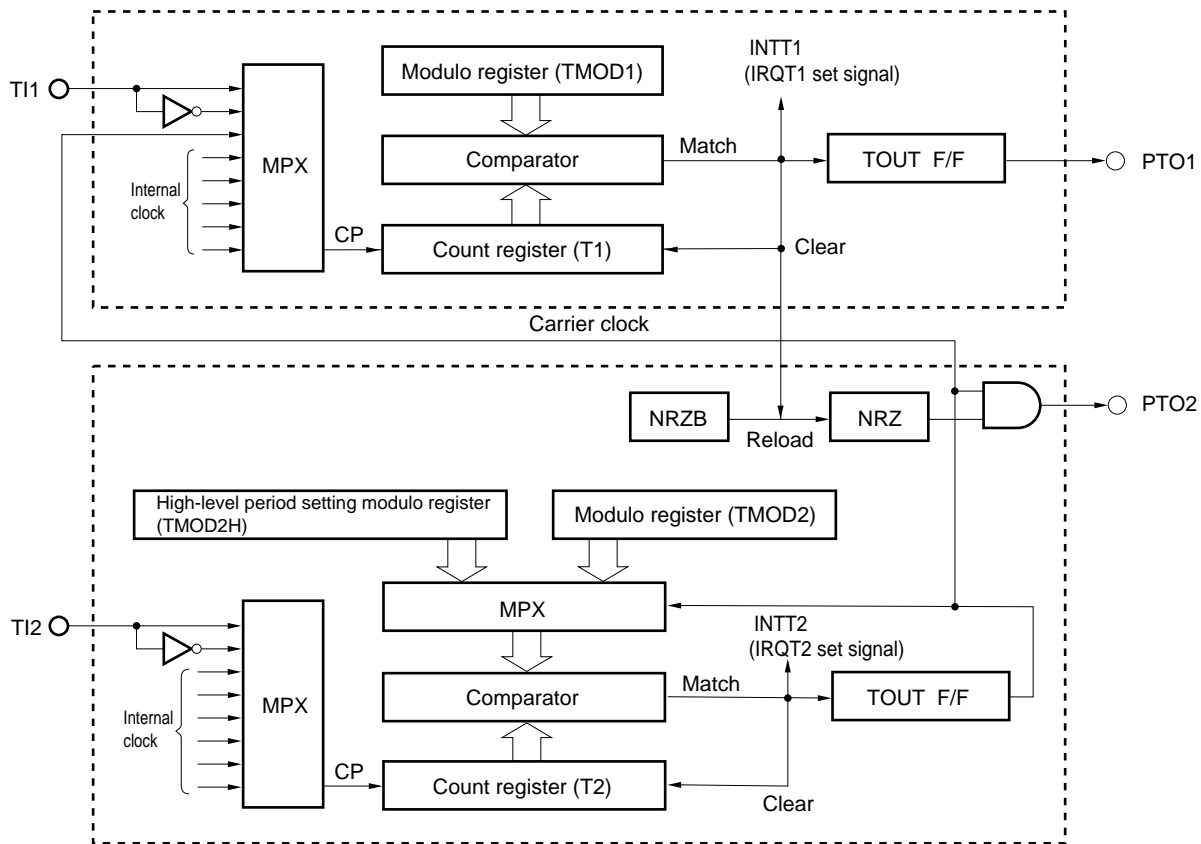 INTT1
(IRQT1 set signal)
Modulo register (TMOD1)
TI1
MPX
Comparator
Match
TOUT F/F
PTO1
Internal
clock
CP
Count register (T1)
Clear
Carrier clock
NRZB
Reload
NRZ
PTO2
High-level period setting modulo register
(TMOD2H)
Modulo register (TMOD2)
MPX
TI2
INTT2
(IRQT2 set signal)
MPX
Comparator
Match
TOUT F/F
Internal
clock
CP
Count register (T2)
Clear